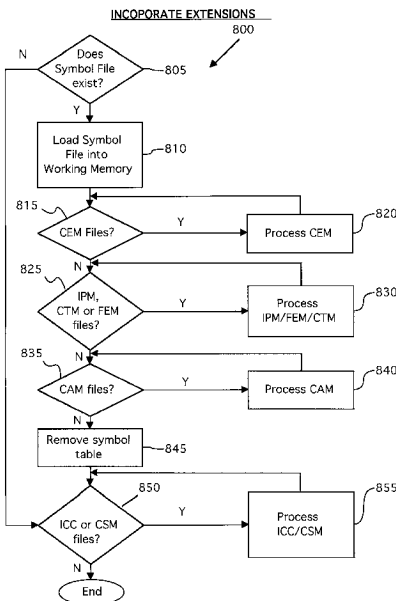 INCOPORATE EXTENSIONS
800
N
Does
Symbol File
exist?
805
Y
Load Symbol
File into
Working Memory
810
815
CEM Files?
Y
Process CEM
820
825
N
IPM,
CTM or FEM
files?
Y
Process
IPM/FEM/CTM
830
835
N
CAM files?
Y
Process CAM
840
N
Remove symbol
table
845
850
ICC or CSM
files?
Y
Process
ICC/CSM
855
N
End